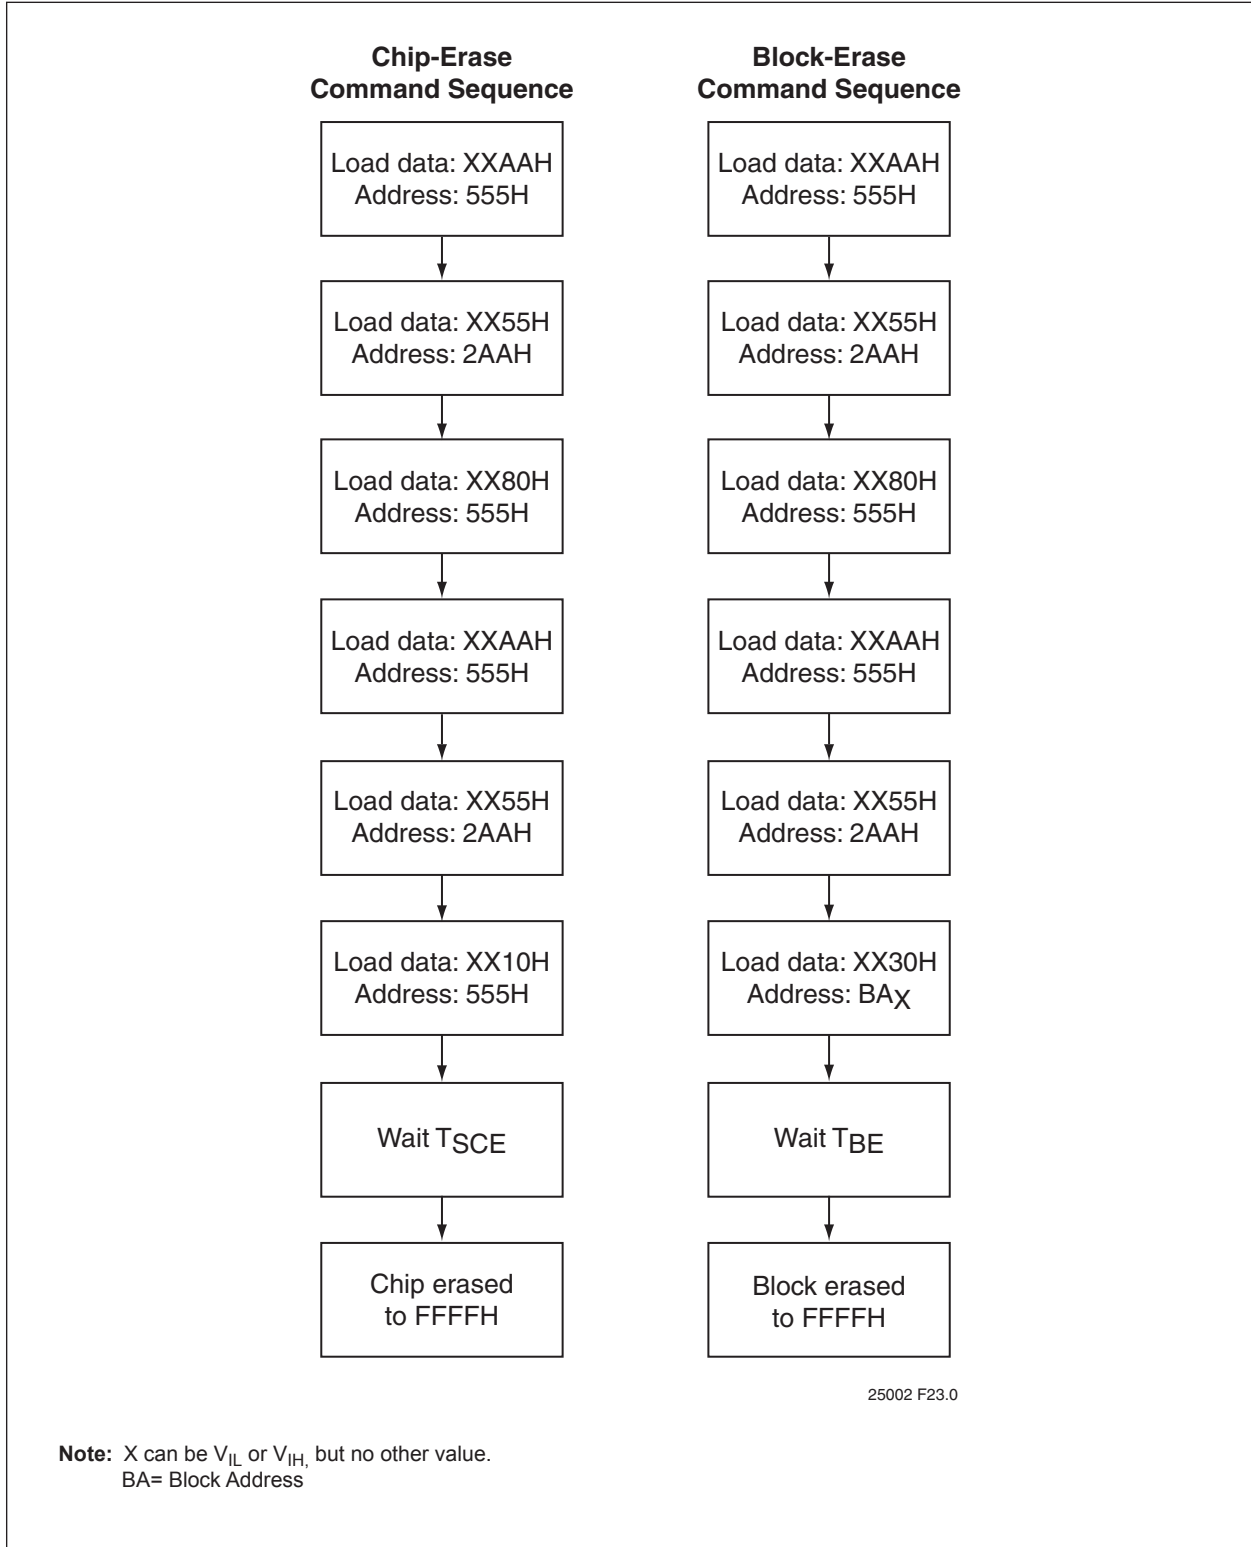 Chip-Erase
Command Sequence
Load data: XXAAH
Address: 555H
Load data: XX55H
Address: 2AAH
Load data: XX80H
Address: 555H
Load data: XXAAH
Address: 555H
Load data: XX55H
Address: 2AAH
Load data: XX10H
Address: 555H
Wait TSCE
Chip erased
to FFFFH
Block-Erase
Command Sequence
Load data: XXAAH
Address: 555H
Load data: XX55H
Address: 2AAH
Load data: XX80H
Address: 555H
Load data: XXAAH
Address: 555H
Load data: XX55H
Address: 2AAH
Load data: XX30H
Address: BAX
Wait TBE
Block erased
to FFFFH
25002 F23.0
Note: X can be VIL or VIH, but no other value.
BA= Block Address